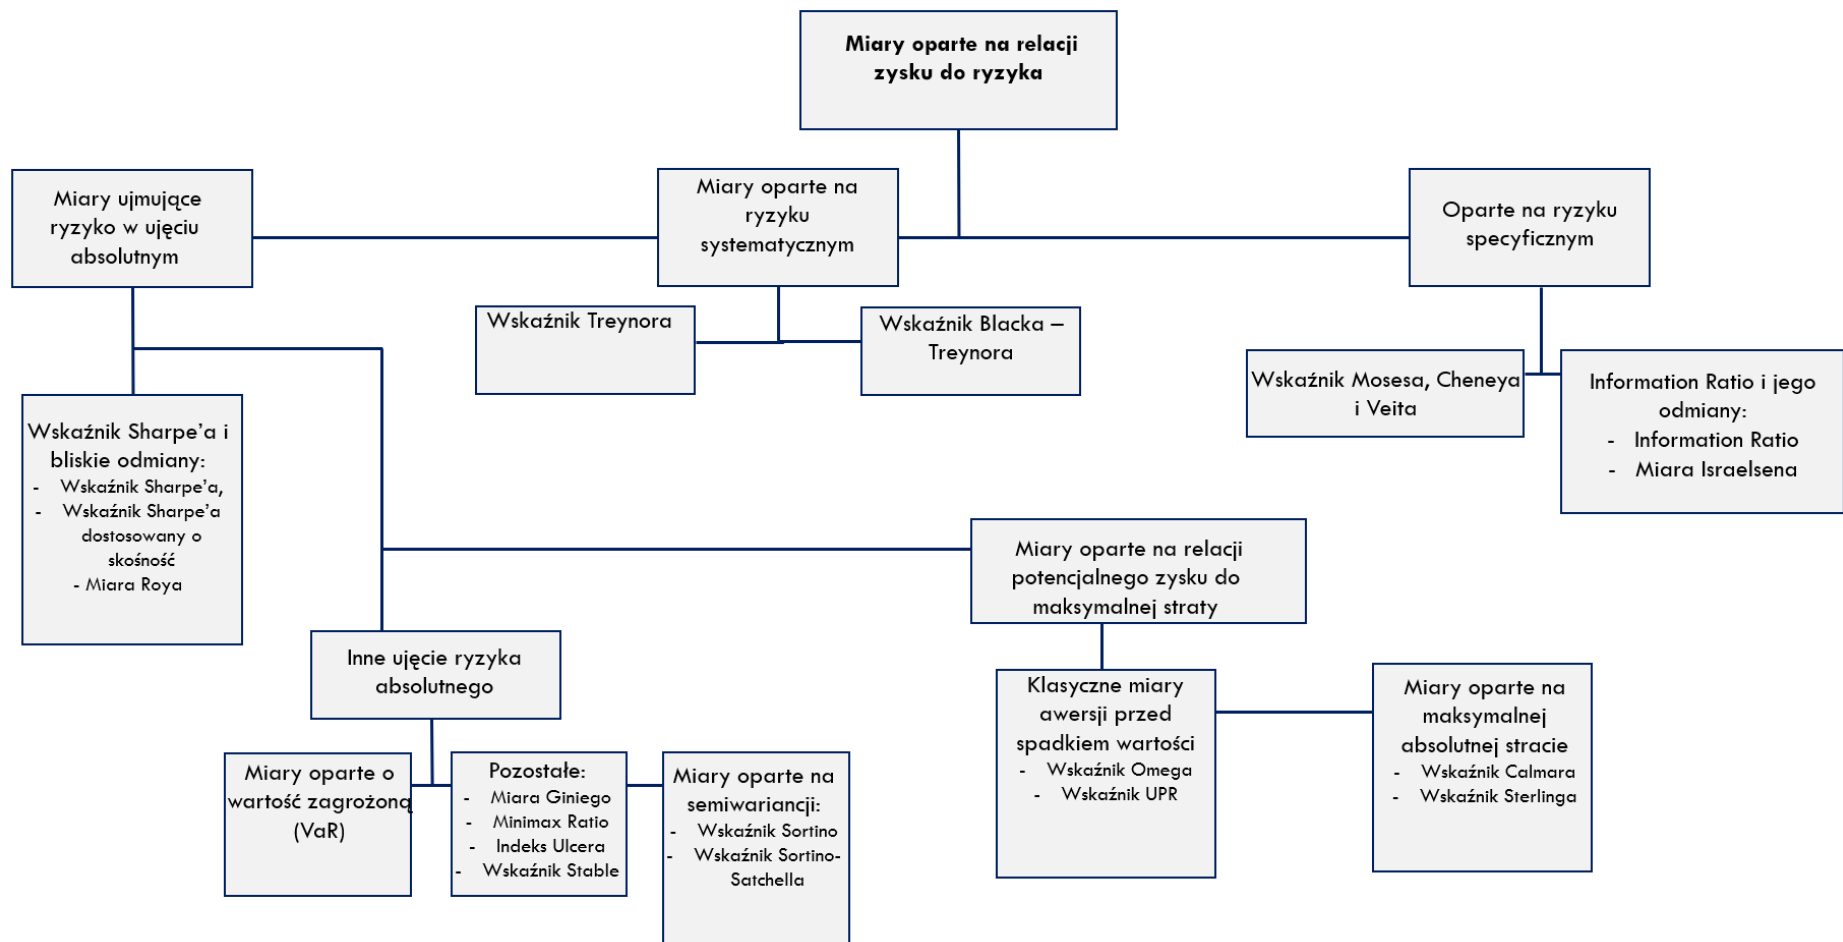 Miary oparte na relacji
zysku do ryzyka
Miary ujmujące
ryzyko w ujęciu
absolutnym
Miary oparte na
ryzyku
systematycznym
Oparte na ryzyku
specyficznym
Wskaźnik Treynora
Wskaźnik Blacka –
Treynora
Wskaźnik Mosesa, Cheneya
i Veita
Information Ratio i jego
odmiany:
- Information Ratio
- Miara Israelsena
Wskaźnik Sharpe’a i
bliskie odmiany:
- Wskaźnik Sharpe’a,
- Wskaźnik Sharpe’a
dostosowany o
skośność
- Miara Roya
Miary oparte na relacji
potencjalnego zysku do
maksymalnej straty
Inne ujęcie ryzyka
absolutnego
Klasyczne miary
awersji przed
spadkiem wartości
- Wskaźnik Omega
- Wskaźnik UPR
Miary oparte na
maksymalnej
absolutnej stracie
- Wskaźnik Calmara
- Wskaźnik Sterlinga
Miary oparte o
wartość zagrożoną
(VaR)
Pozostałe:
- Miara Giniego
- Minimax Ratio
- Indeks Ulcera
- Wskaźnik Stable
Miary oparte na
semiwariancji:
- Wskaźnik Sortino
- Wskaźnik Sortino-
Satchella